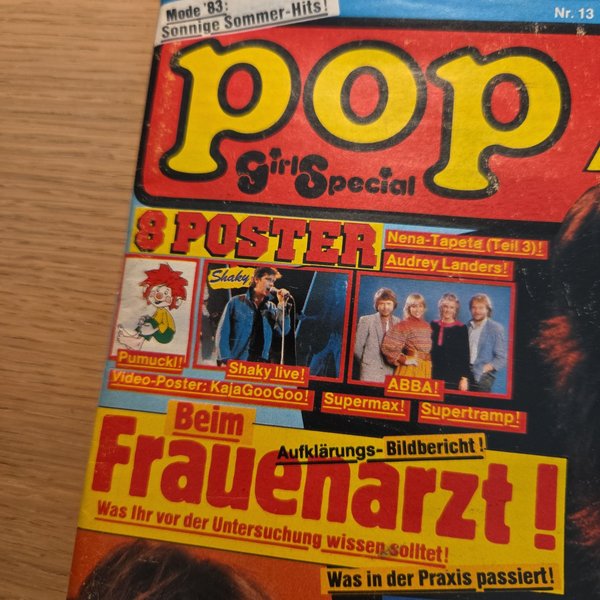 Mode '83:
Sonnige Sommer-Hits!
Nr. 13
pop
Girl Special
8 POSTER
Nena-Tapete (Teil 3)!
Audrey Landers!
Shaky
Pumuckl!
Shaky live!
ABBA!
Video-Poster: KajaGooGoo!
Supermax!
Supertramp!
Beim
Aufklärungs-Bildbericht!
Frauenarzt!
Was Ihr vor der Untersuchung wissen solltet!
Was in der Praxis passiert!